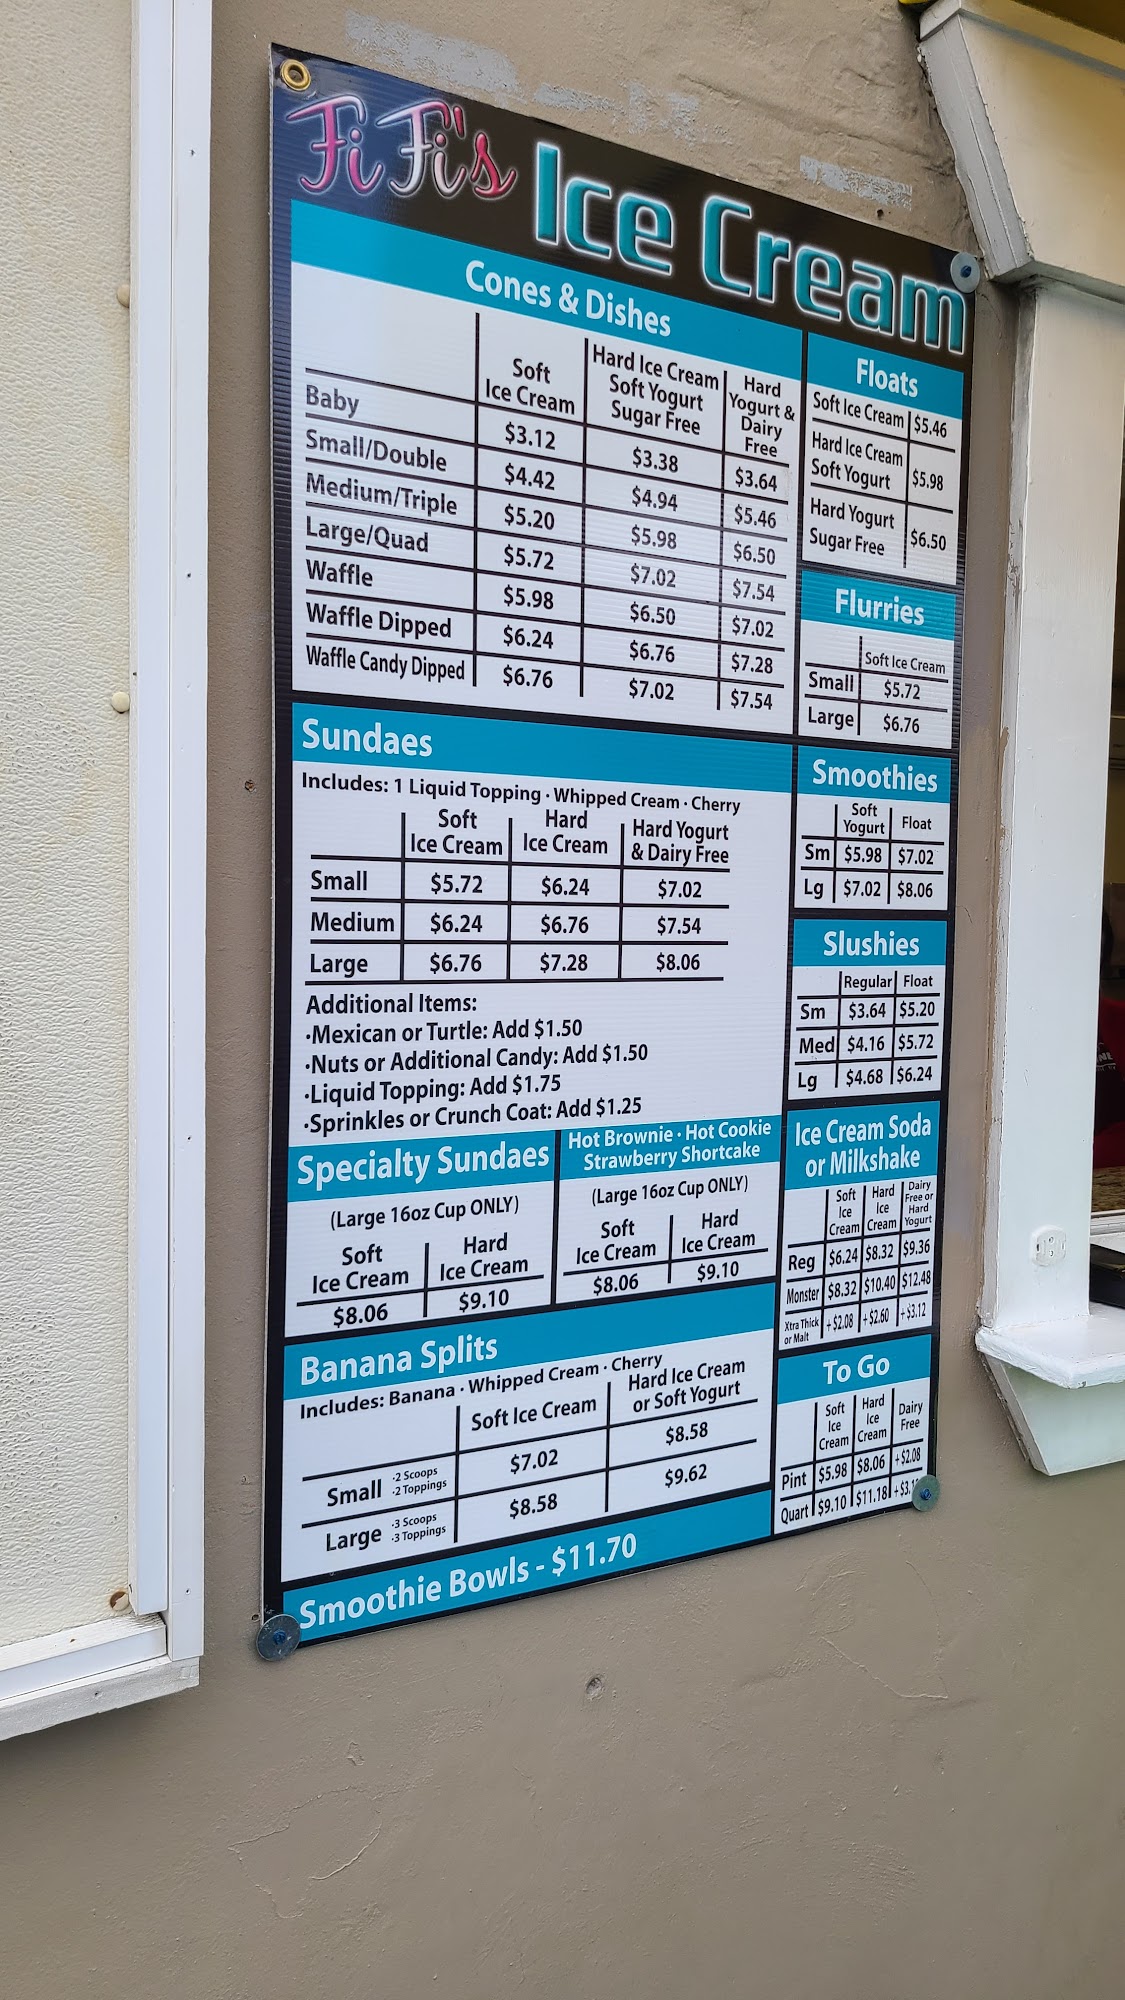 FiFi's Ice Cream
Cones & Dishes
Soft Ice Cream | Hard Ice Cream Soft Yogurt Sugar Free | Hard Yogurt & Dairy Free
Baby $3.12 $3.38 $3.64
Small/Double $4.42 $4.94 $5.46
Medium/Triple $5.20 $5.98 $6.50
Large/Quad $5.72 $7.02 $7.54
Waffle $5.98 $6.50 $7.02
Waffle Dipped $6.24 $6.76 $7.28
Waffle Candy Dipped $6.76 $7.02 $7.54
Sundaes
Includes: 1 Liquid Topping · Whipped Cream · Cherry
Soft Ice Cream | Hard Ice Cream | Hard Yogurt & Dairy Free
Small $5.72 $6.24 $7.02
Medium $6.24 $6.76 $7.54
Large $6.76 $7.28 $8.06
Additional Items:
·Mexican or Turtle: Add $1.50
·Nuts or Additional Candy: Add $1.50
·Liquid Topping: Add $1.75
·Sprinkles or Crunch Coat: Add $1.25
Specialty Sundaes
(Large 16oz Cup ONLY)
Soft Ice Cream | Hard Ice Cream
$8.06 $9.10
Hot Brownie · Hot Cookie
Strawberry Shortcake
(Large 16oz Cup ONLY)
Soft Ice Cream | Hard Ice Cream
$8.06 $9.10
Banana Splits
Includes: Banana · Whipped Cream · Cherry
Soft Ice Cream | Hard Ice Cream or Soft Yogurt
Small ·2 Scoops ·2 Toppings $7.02 $8.58
Large ·3 Scoops ·3 Toppings $8.58 $9.62
Smoothie Bowls - $11.70
Floats
Soft Ice Cream $5.46
Hard Ice Cream Soft Yogurt $5.98
Hard Yogurt Sugar Free $6.50
Flurries
Soft Ice Cream
Small $5.72
Large $6.76
Smoothies
Soft Yogurt | Float
Sm $5.98 $7.02
Lg $7.02 $8.06
Slushies
Regular | Float
Sm $3.64 $5.20
Med $4.16 $5.72
Lg $4.68 $6.24
Ice Cream Soda
or Milkshake
Soft Ice Cream | Hard Ice Cream | Dairy Free or Hard Yogurt
Reg $6.24 $8.32 $9.36
Monster $8.32 $10.40 $12.48
Xtra Thick or Malt +$2.08 +$2.60 +$3.12
To Go
Soft Ice Cream | Hard Ice Cream | Dairy Free
Pint $5.98 $8.06 +$2.08
Quart $9.10 $11.18